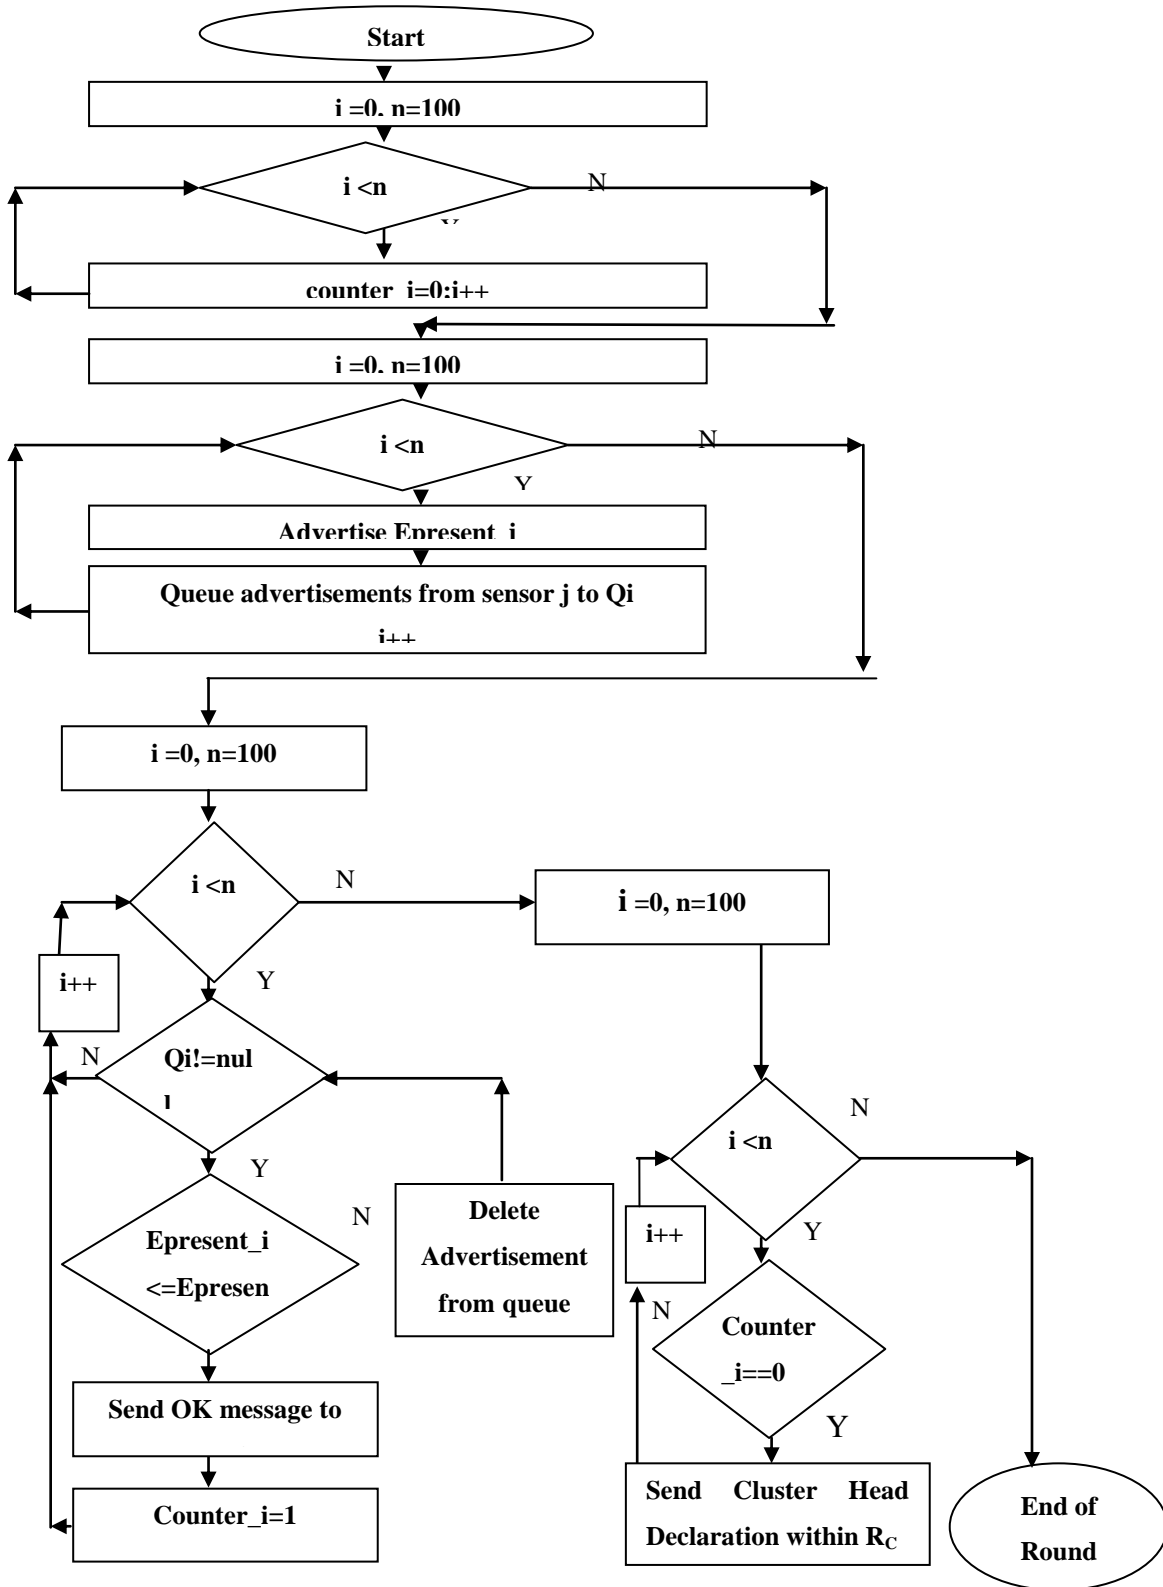 Start
i =0, n=100
i <n
N
Y
counter_i=0;i++
i =0, n=100
i <n
N
Y
Advertise Epresent_i
Queue advertisements from sensor j to Qi
i++
i =0, n=100
i <n
N
i =0, n=100
i++
Y
Qi!=nul
l
N
Y
i <n
N
Epresent_i
<=Epresen
N
Delete
Advertisement
from queue
i++
Y
N
Counter
_i==0
Y
Send OK message to
Counter_i=1
Send Cluster Head
Declaration within RC
End of
Round